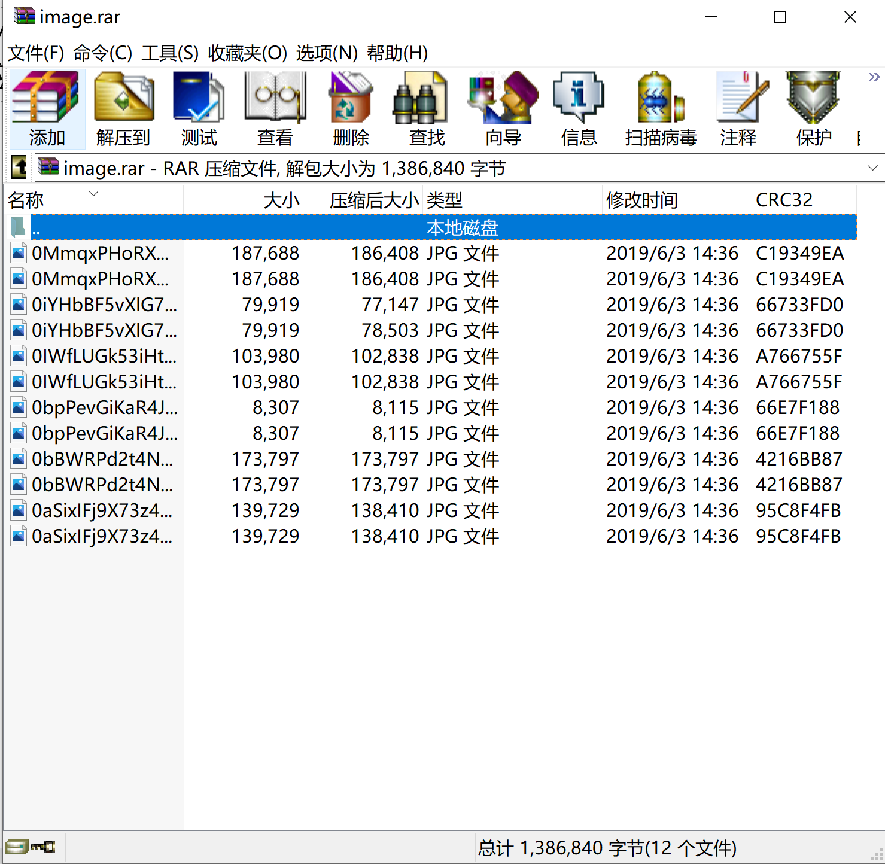 image.rar
文件(F) 命令(C) 工具(S) 收藏夹(O) 选项(N) 帮助(H)
添加 解压到 测试 查看 删除 查找 向导 信息 扫描病毒 注释 保护
image.rar - RAR 压缩文件, 解包大小为 1,386,840 字节
名称 大小 压缩后大小 类型 修改时间 CRC32
.. 本地磁盘
0MmqxPHoRX... 187,688 186,408 JPG 文件 2019/6/3 14:36 C19349EA
0MmqxPHoRX... 187,688 186,408 JPG 文件 2019/6/3 14:36 C19349EA
0iYHbBF5vXlG7... 79,919 77,147 JPG 文件 2019/6/3 14:36 66733FD0
0iYHbBF5vXlG7... 79,919 78,503 JPG 文件 2019/6/3 14:36 66733FD0
0IWfLUGk53iHt... 103,980 102,838 JPG 文件 2019/6/3 14:36 A766755F
0IWfLUGk53iHt... 103,980 102,838 JPG 文件 2019/6/3 14:36 A766755F
0bpPevGiKaR4J... 8,307 8,115 JPG 文件 2019/6/3 14:36 66E7F188
0bpPevGiKaR4J... 8,307 8,115 JPG 文件 2019/6/3 14:36 66E7F188
0bBWRPd2t4N... 173,797 173,797 JPG 文件 2019/6/3 14:36 4216BB87
0bBWRPd2t4N... 173,797 173,797 JPG 文件 2019/6/3 14:36 4216BB87
0aSixIFj9X73z4... 139,729 138,410 JPG 文件 2019/6/3 14:36 95C8F4FB
0aSixIFj9X73z4... 139,729 138,410 JPG 文件 2019/6/3 14:36 95C8F4FB
总计 1,386,840 字节(12 个文件)